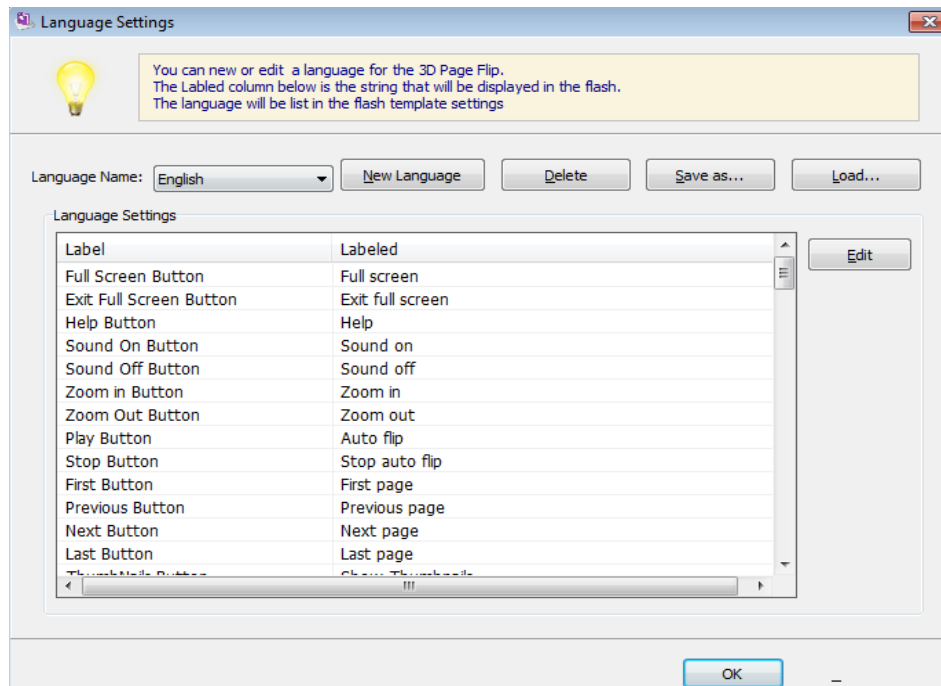 Language Settings
You can new or edit a language for the 3D Page Flip.
The Labled column below is the string that will be displayed in the flash.
The language will be list in the flash template settings
Language Name: English New Language Delete Save as... Load...
Language Settings
Label Labeled
Edit
Full Screen Button Full screen
Exit Full Screen Button Exit full screen
Help Button Help
Sound On Button Sound on
Sound Off Button Sound off
Zoom in Button Zoom in
Zoom Out Button Zoom out
Play Button Auto flip
Stop Button Stop auto flip
First Button First page
Previous Button Previous page
Next Button Next page
Last Button Last page
ThumbNails Button Show Thumbnails
OK